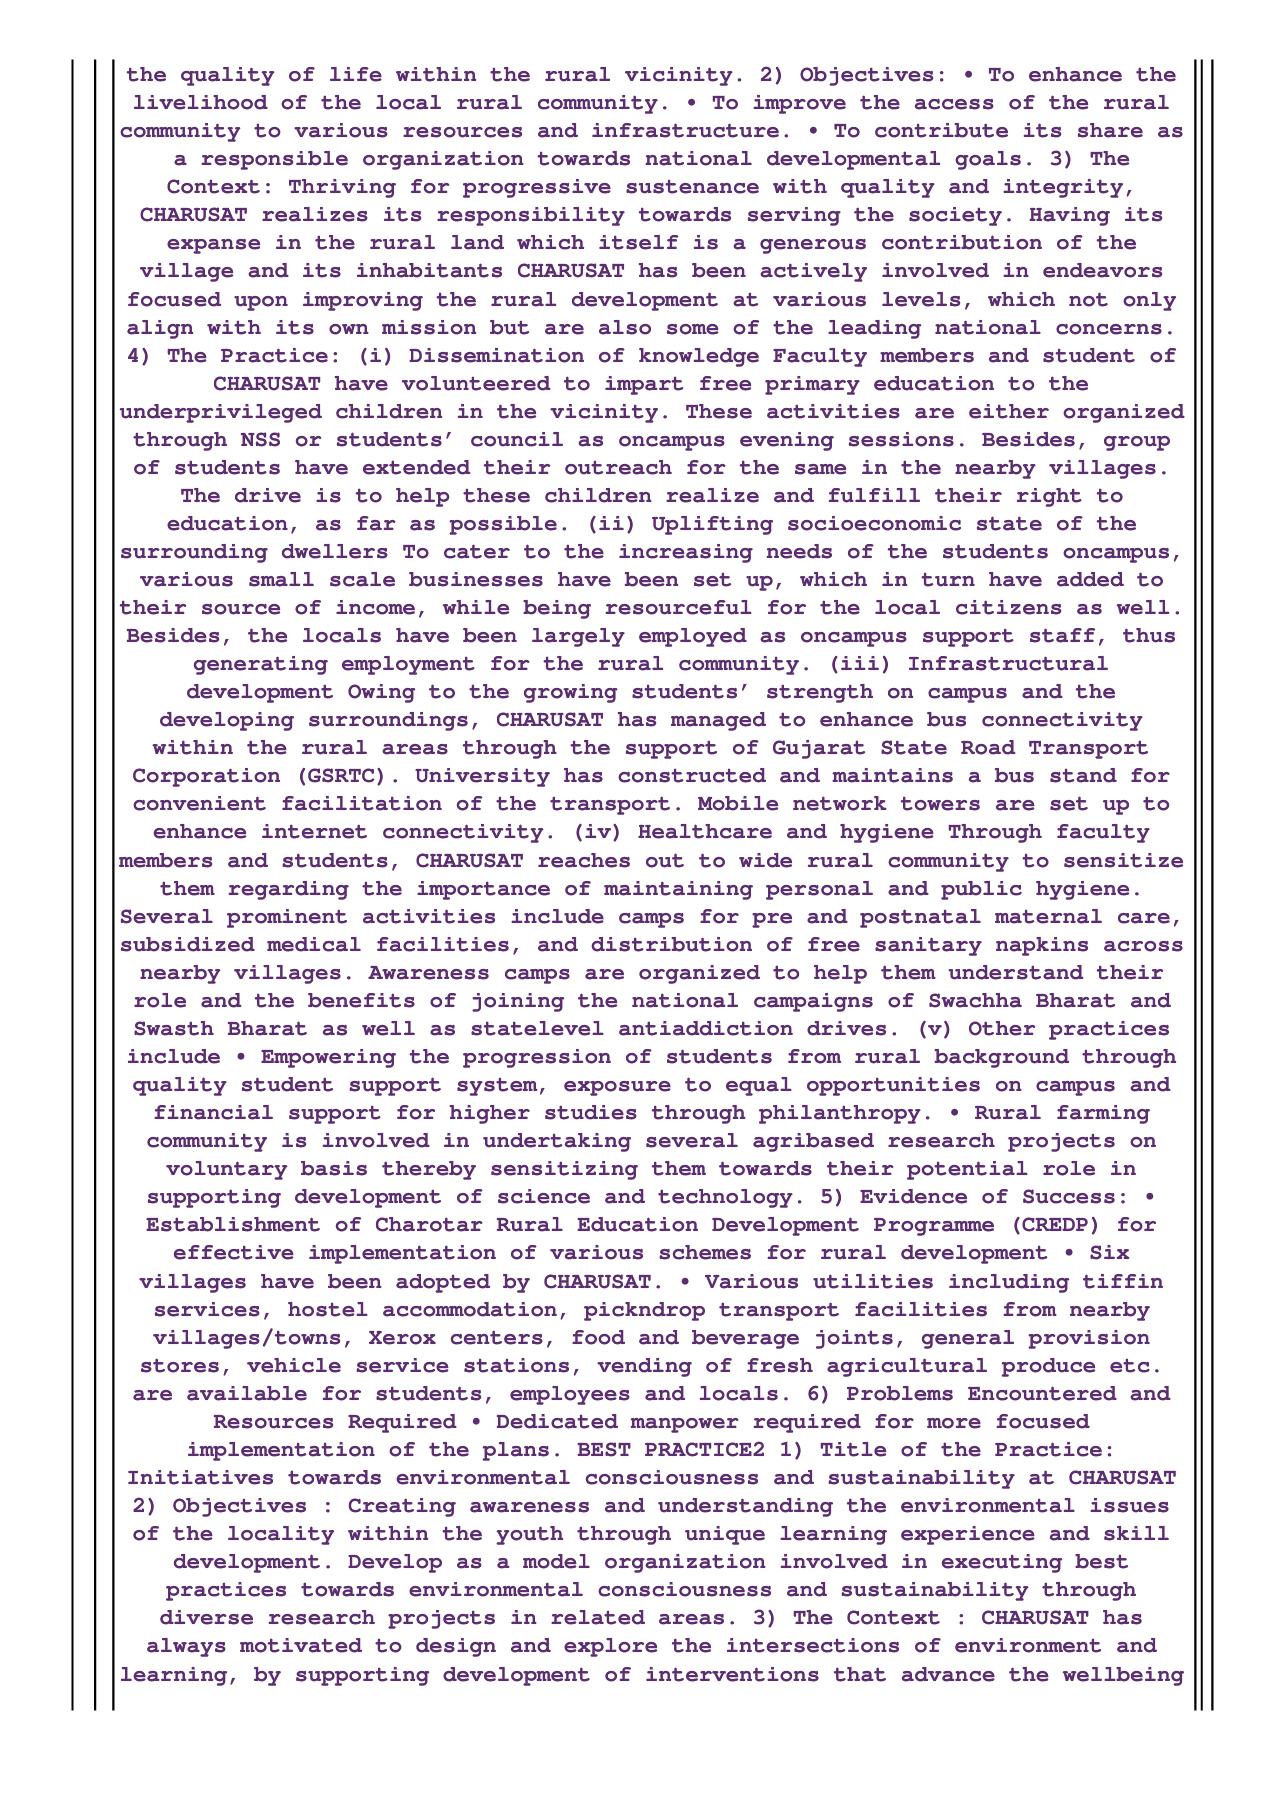 the quality of life within the rural vicinity. 2) Objectives: • To enhance the
livelihood of the local rural community. • To improve the access of the rural
community to various resources and infrastructure. • To contribute its share as
a responsible organization towards national developmental goals. 3) The
Context: Thriving for progressive sustenance with quality and integrity,
CHARUSAT realizes its responsibility towards serving the society. Having its
expanse in the rural land which itself is a generous contribution of the
village and its inhabitants CHARUSAT has been actively involved in endeavors
focused upon improving the rural development at various levels, which not only
align with its own mission but are also some of the leading national concerns.
4) The Practice: (i) Dissemination of knowledge Faculty members and student of
CHARUSAT have volunteered to impart free primary education to the
underprivileged children in the vicinity. These activities are either organized
through NSS or students’ council as oncampus evening sessions. Besides, group
of students have extended their outreach for the same in the nearby villages.
The drive is to help these children realize and fulfill their right to
education, as far as possible. (ii) Uplifting socioeconomic state of the
surrounding dwellers To cater to the increasing needs of the students oncampus,
various small scale businesses have been set up, which in turn have added to
their source of income, while being resourceful for the local citizens as well.
Besides, the locals have been largely employed as oncampus support staff, thus
generating employment for the rural community. (iii) Infrastructural
development Owing to the growing students’ strength on campus and the
developing surroundings, CHARUSAT has managed to enhance bus connectivity
within the rural areas through the support of Gujarat State Road Transport
Corporation (GSRTC). University has constructed and maintains a bus stand for
convenient facilitation of the transport. Mobile network towers are set up to
enhance internet connectivity. (iv) Healthcare and hygiene Through faculty
members and students, CHARUSAT reaches out to wide rural community to sensitize
them regarding the importance of maintaining personal and public hygiene.
Several prominent activities include camps for pre and postnatal maternal care,
subsidized medical facilities, and distribution of free sanitary napkins across
nearby villages. Awareness camps are organized to help them understand their
role and the benefits of joining the national campaigns of Swachha Bharat and
Swasth Bharat as well as statelevel antiaddiction drives. (v) Other practices
include • Empowering the progression of students from rural background through
quality student support system, exposure to equal opportunities on campus and
financial support for higher studies through philanthropy. • Rural farming
community is involved in undertaking several agribased research projects on
voluntary basis thereby sensitizing them towards their potential role in
supporting development of science and technology. 5) Evidence of Success: •
Establishment of Charotar Rural Education Development Programme (CREDP) for
effective implementation of various schemes for rural development • Six
villages have been adopted by CHARUSAT. • Various utilities including tiffin
services, hostel accommodation, pickndrop transport facilities from nearby
villages/towns, Xerox centers, food and beverage joints, general provision
stores, vehicle service stations, vending of fresh agricultural produce etc.
are available for students, employees and locals. 6) Problems Encountered and
Resources Required • Dedicated manpower required for more focused
implementation of the plans. BEST PRACTICE2 1) Title of the Practice:
Initiatives towards environmental consciousness and sustainability at CHARUSAT
2) Objectives : Creating awareness and understanding the environmental issues
of the locality within the youth through unique learning experience and skill
development. Develop as a model organization involved in executing best
practices towards environmental consciousness and sustainability through
diverse research projects in related areas. 3) The Context : CHARUSAT has
always motivated to design and explore the intersections of environment and
learning, by supporting development of interventions that advance the wellbeing